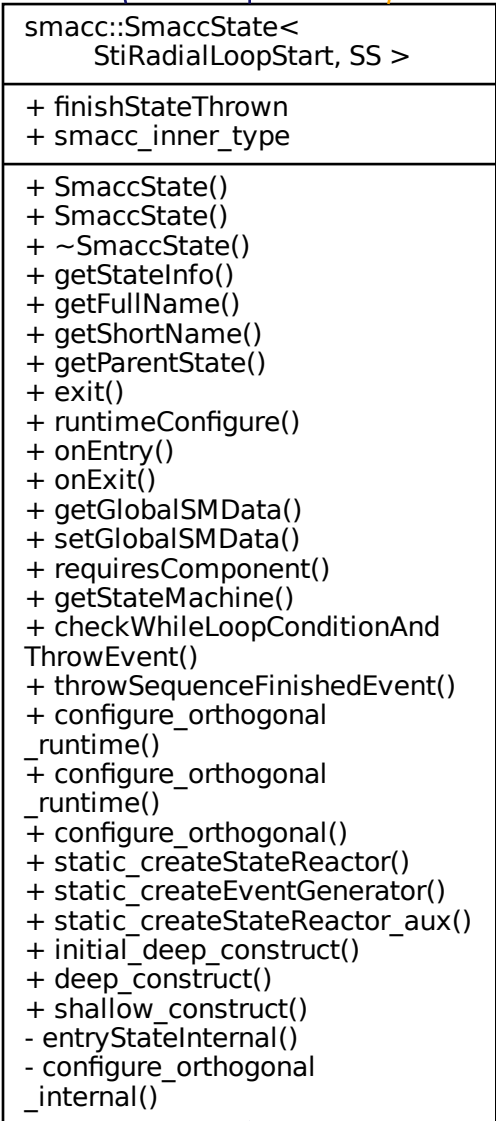 smacc::SmaccState<
StiRadialLoopStart, SS >
+ finishStateThrown
+ smacc_inner_type
+ SmaccState()
+ SmaccState()
+ ~SmaccState()
+ getStateInfo()
+ getFullName()
+ getShortName()
+ getParentState()
+ exit()
+ runtimeConfigure()
+ onEntry()
+ onExit()
+ getGlobalSMData()
+ setGlobalSMData()
+ requiresComponent()
+ getStateMachine()
+ checkWhileLoopConditionAnd
ThrowEvent()
+ throwSequenceFinishedEvent()
+ configure_orthogonal
_runtime()
+ configure_orthogonal
_runtime()
+ configure_orthogonal()
+ static_createStateReactor()
+ static_createEventGenerator()
+ static_createStateReactor_aux()
+ initial_deep_construct()
+ deep_construct()
+ shallow_construct()
- entryStateInternal()
- configure_orthogonal
_internal()